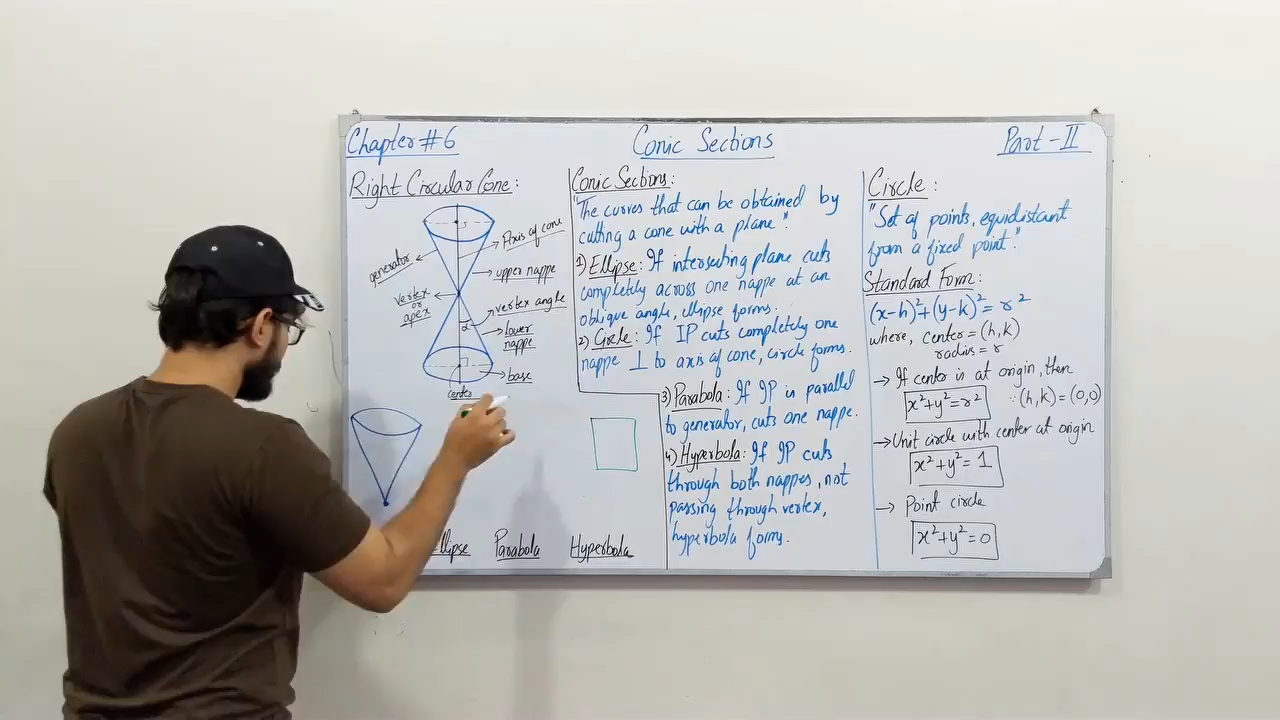 Chapter #6
Conic Sections
Part-II
Right Circular Cone:
Axis of cone
generator
upper nappe
vertex
or
apex
vertex angle
α
lower
nappe
base
center
Ellipse
Parabola
Hyperbola
Conic Sections:
"The curves that can be obtained by
cutting a cone with a plane".
1) Ellipse: If intersecting plane cuts
completely across one nappe at an
oblique angle, ellipse forms.
2) Circle: If IP cuts completely one
nappe ⊥ to axis of cone, circle forms.
3) Parabola: If IP is parallel
to generator, cuts one nappe.
4) Hyperbola: If IP cuts
through both nappes, not
passing through vertex,
hyperbola forms.
Circle:
"Set of points, equidistant
from a fixed point".
Standard Form:
(x-h)²+(y-k)² = r²
where, center = (h,k)
radius = r
→ If center is at origin, then
x²+y²=r² ∵ (h,k) = (0,0)
→ Unit circle with center at origin
x²+y² = 1
→ Point circle
x²+y²=0